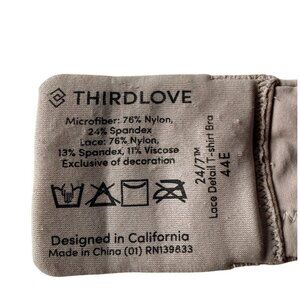 THIRDLOVE
Microfiber: 76% Nylon,
24% Spandex
Lace: 76% Nylon,
13% Spandex, 11% Viscose
Exclusive of decoration
24/7™
Lace Detail T-shirt Bra
44E
Designed in California
Made in China (01) RN139833